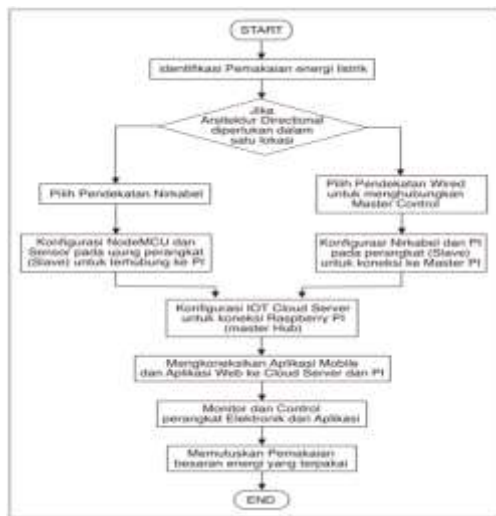 START
identifikasi Pemakaian energi listrik
Jika
Arsitektur Directional
diperlukan dalam
satu lokasi
Pilih Pendekatan Nirkabel
Pilih Pendekatan Wired
untuk menghubungkan
Master Control
Konfigurasi NodeMCU dan
Sensor pada ujung perangkat
(Slave) untuk terhubung ke PI
Konfigurasi Nirkabel dan PI
pada perangkat (Slave)
untuk koneksi ke Master PI
Konfigurasi IOT Cloud Server
untuk koneksi Raspberry PI
(master Hub)
Mengkoneksikan Aplikasi Mobile
dan Aplikasi Web ke Cloud Server dan PI
Monitor dan Control
perangkat Elektronik dari Aplikasi
Memutuskan Pemakaian
besaran energi yang terpakai
END